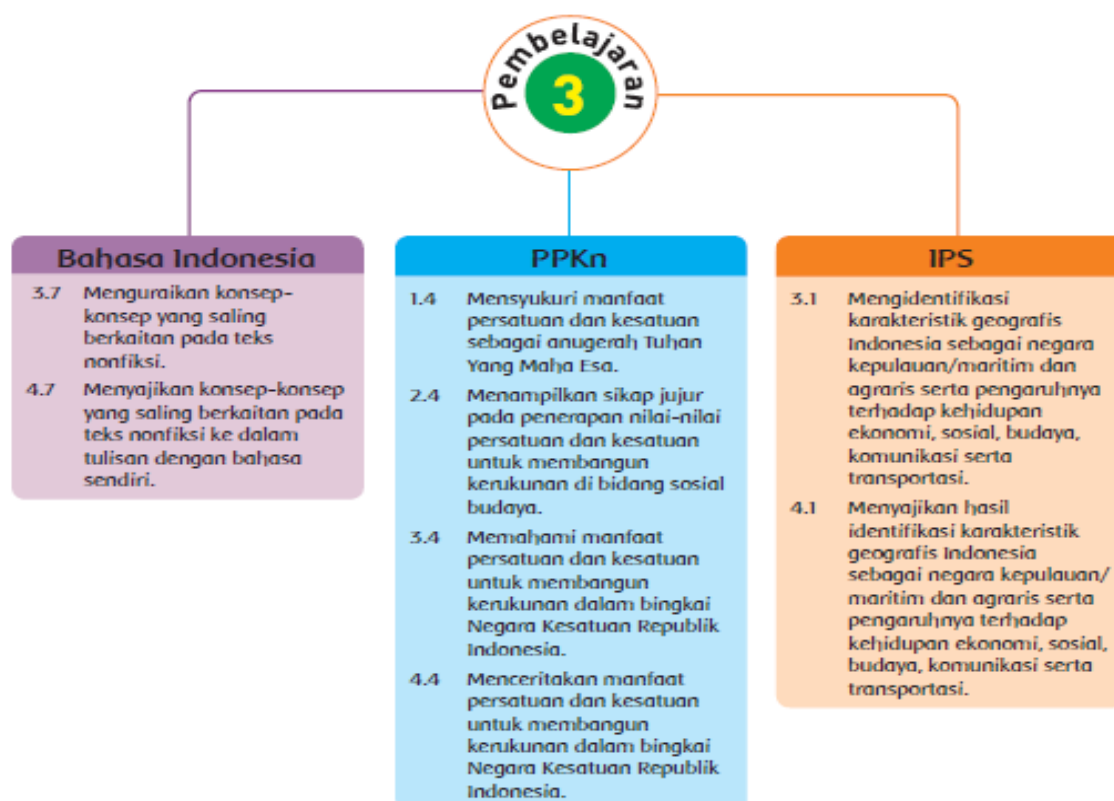 Pembelajaran
3
Bahasa Indonesia
3.7 Menguraikan konsep-
konsep yang saling
berkaitan pada teks
nonfiksi.
4.7 Menyajikan konsep-konsep
yang saling berkaitan pada
teks nonfiksi ke dalam
tulisan dengan bahasa
sendiri.
PPKn
1.4 Mensyukuri manfaat
persatuan dan kesatuan
sebagai anugerah Tuhan
Yang Maha Esa.
2.4 Menampilkan sikap jujur
pada penerapan nilai-nilai
persatuan dan kesatuan
untuk membangun
kerukunan di bidang sosial
budaya.
3.4 Memahami manfaat
persatuan dan kesatuan
untuk membangun
kerukunan dalam bingkai
Negara Kesatuan Republik
Indonesia.
4.4 Menceritakan manfaat
persatuan dan kesatuan
untuk membangun
kerukunan dalam bingkai
Negara Kesatuan Republik
Indonesia.
IPS
3.1 Mengidentifikasi
karakteristik geografis
Indonesia sebagai negara
kepulauan/maritim dan
agraris serta pengaruhnya
terhadap kehidupan
ekonomi, sosial, budaya,
komunikasi serta
transportasi.
4.1 Menyajikan hasil
identifikasi karakteristik
geografis Indonesia
sebagai negara kepulauan/
maritim dan agraris serta
pengaruhnya terhadap
kehidupan ekonomi, sosial,
budaya, komunikasi serta
transportasi.